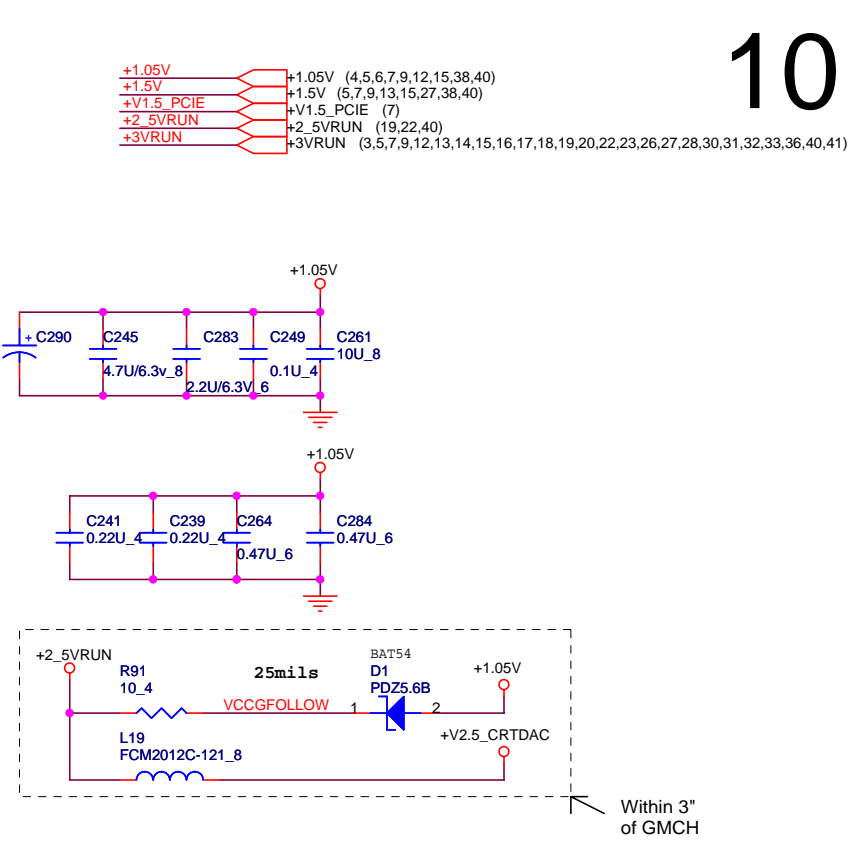 10
+1.05V +1.05V (4,5,6,7,9,12,15,38,40)
+1.5V +1.5V (5,7,9,13,15,27,38,40)
+V1.5_PCIE +V1.5_PCIE (7)
+2_5VRUN +2_5VRUN (19,22,40)
+3VRUN +3VRUN (3,5,7,9,12,13,14,15,16,17,18,19,20,22,23,26,27,28,30,31,32,33,36,40,41)
+1.05V
+ C290 C245 C283 C249 C261
10U_8
4.7U/6.3v_8 0.1U_4
2.2U/6.3V_6
+1.05V
C241 C239 C264 C284
0.22U_4 0.22U_4 0.47U_6
0.47U_6
+2_5VRUN BAT54
R91 25mils D1 +1.05V
10_4 PDZ5.6B
VCCGFOLLOW 1 2
L19 +V2.5_CRTDAC
FCM2012C-121_8
Within 3"
of GMCH